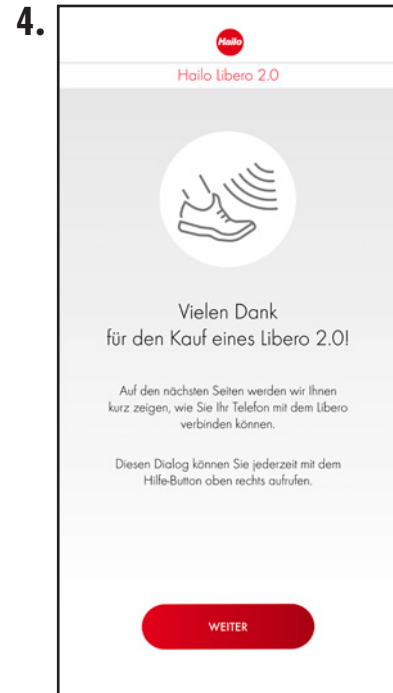 4.
Hailo
Hailo Libero 2.0
Vielen Dank
für den Kauf eines Libero 2.0!
Auf den nächsten Seiten werden wir Ihnen
kurz zeigen, wie Sie Ihr Telefon mit dem Libero
verbinden können.
Diesen Dialog können Sie jederzeit mit dem
Hilfe-Button oben rechts aufrufen.
WEITER